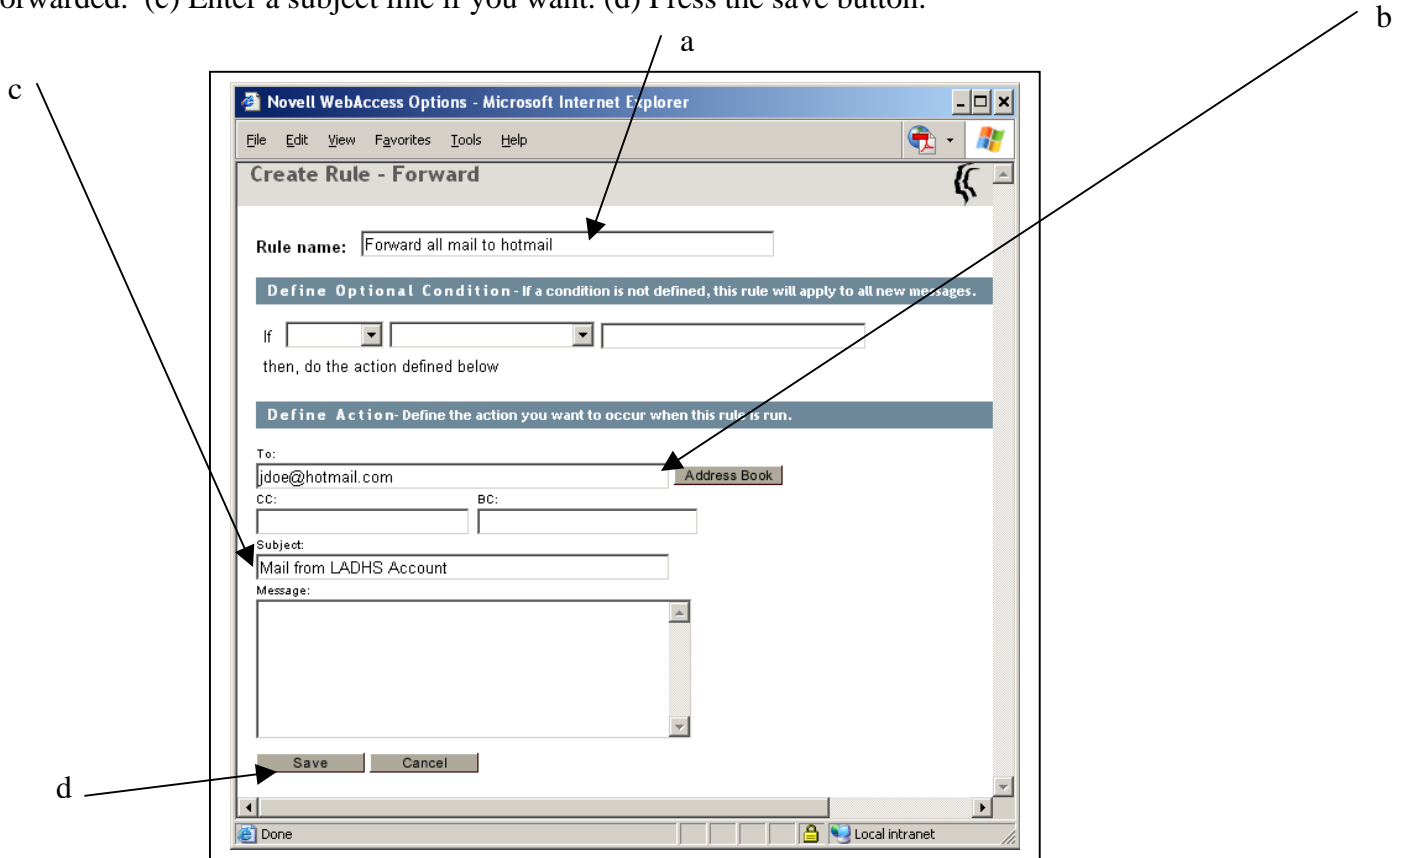 (c) Enter a subject line if you want. (d) Press the save button.
b
a
c
Novell WebAccess Options - Microsoft Internet Explorer
File Edit View Favorites Tools Help
Create Rule - Forward
Rule name: Forward all mail to hotmail
Define Optional Condition - If a condition is not defined, this rule will apply to all new messages.
If
then, do the action defined below
Define Action- Define the action you want to occur when this rule is run.
To:
jdoe@hotmail.com Address Book
CC: BC:
Subject:
Mail from LADHS Account
Message:
Save Cancel
d
Done Local intranet